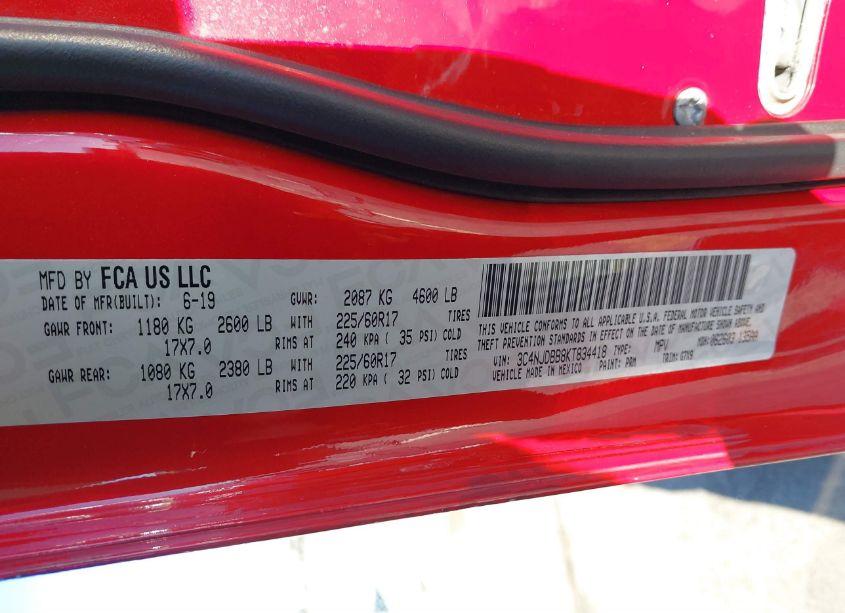 MFD BY FCA US LLC
DATE OF MFR(BUILT): 6-19 GVWR: 2087 KG 4600 LB
GAWR FRONT: 1180 KG 2600 LB WITH 225/60R17 TIRES
17X7.0 RIMS AT 240 KPA ( 35 PSI) COLD
GAWR REAR: 1080 KG 2380 LB WITH 225/60R17 TIRES
17X7.0 RIMS AT 220 KPA ( 32 PSI) COLD
THIS VEHICLE CONFORMS TO ALL APPLICABLE U.S.A. FEDERAL MOTOR VEHICLE SAFETY AND
THEFT PREVENTION STANDARDS IN EFFECT ON THE DATE OF MANUFACTURE SHOWN ABOVE.
VIN: 3C4NJDBB8KT834418 TYPE: MPV MDH:
VEHICLE MADE IN MEXICO PAINT: PRM TRIM: